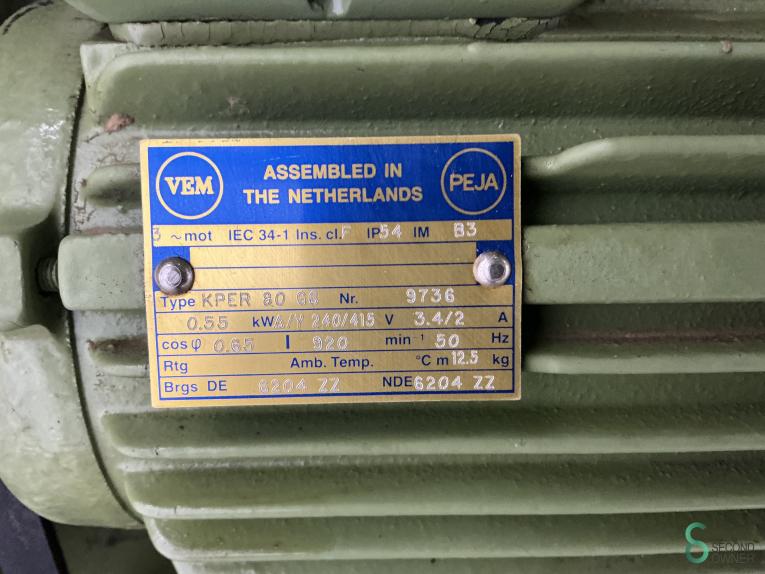 VEM
ASSEMBLED IN
THE NETHERLANDS
PEJA
3 ~mot IEC 34-1 Ins. cl. F IP54 IM B3
Type KPER 80 G6 Nr. 9736
0.55 kW Δ/Y 240/415 V 3.4/2 A
cos φ 0.65 920 min⁻¹ 50 Hz
Rtg Amb. Temp. °C m 12.5 kg
Brgs DE 6204 ZZ NDE 6204 ZZ
SECOND
OWNER